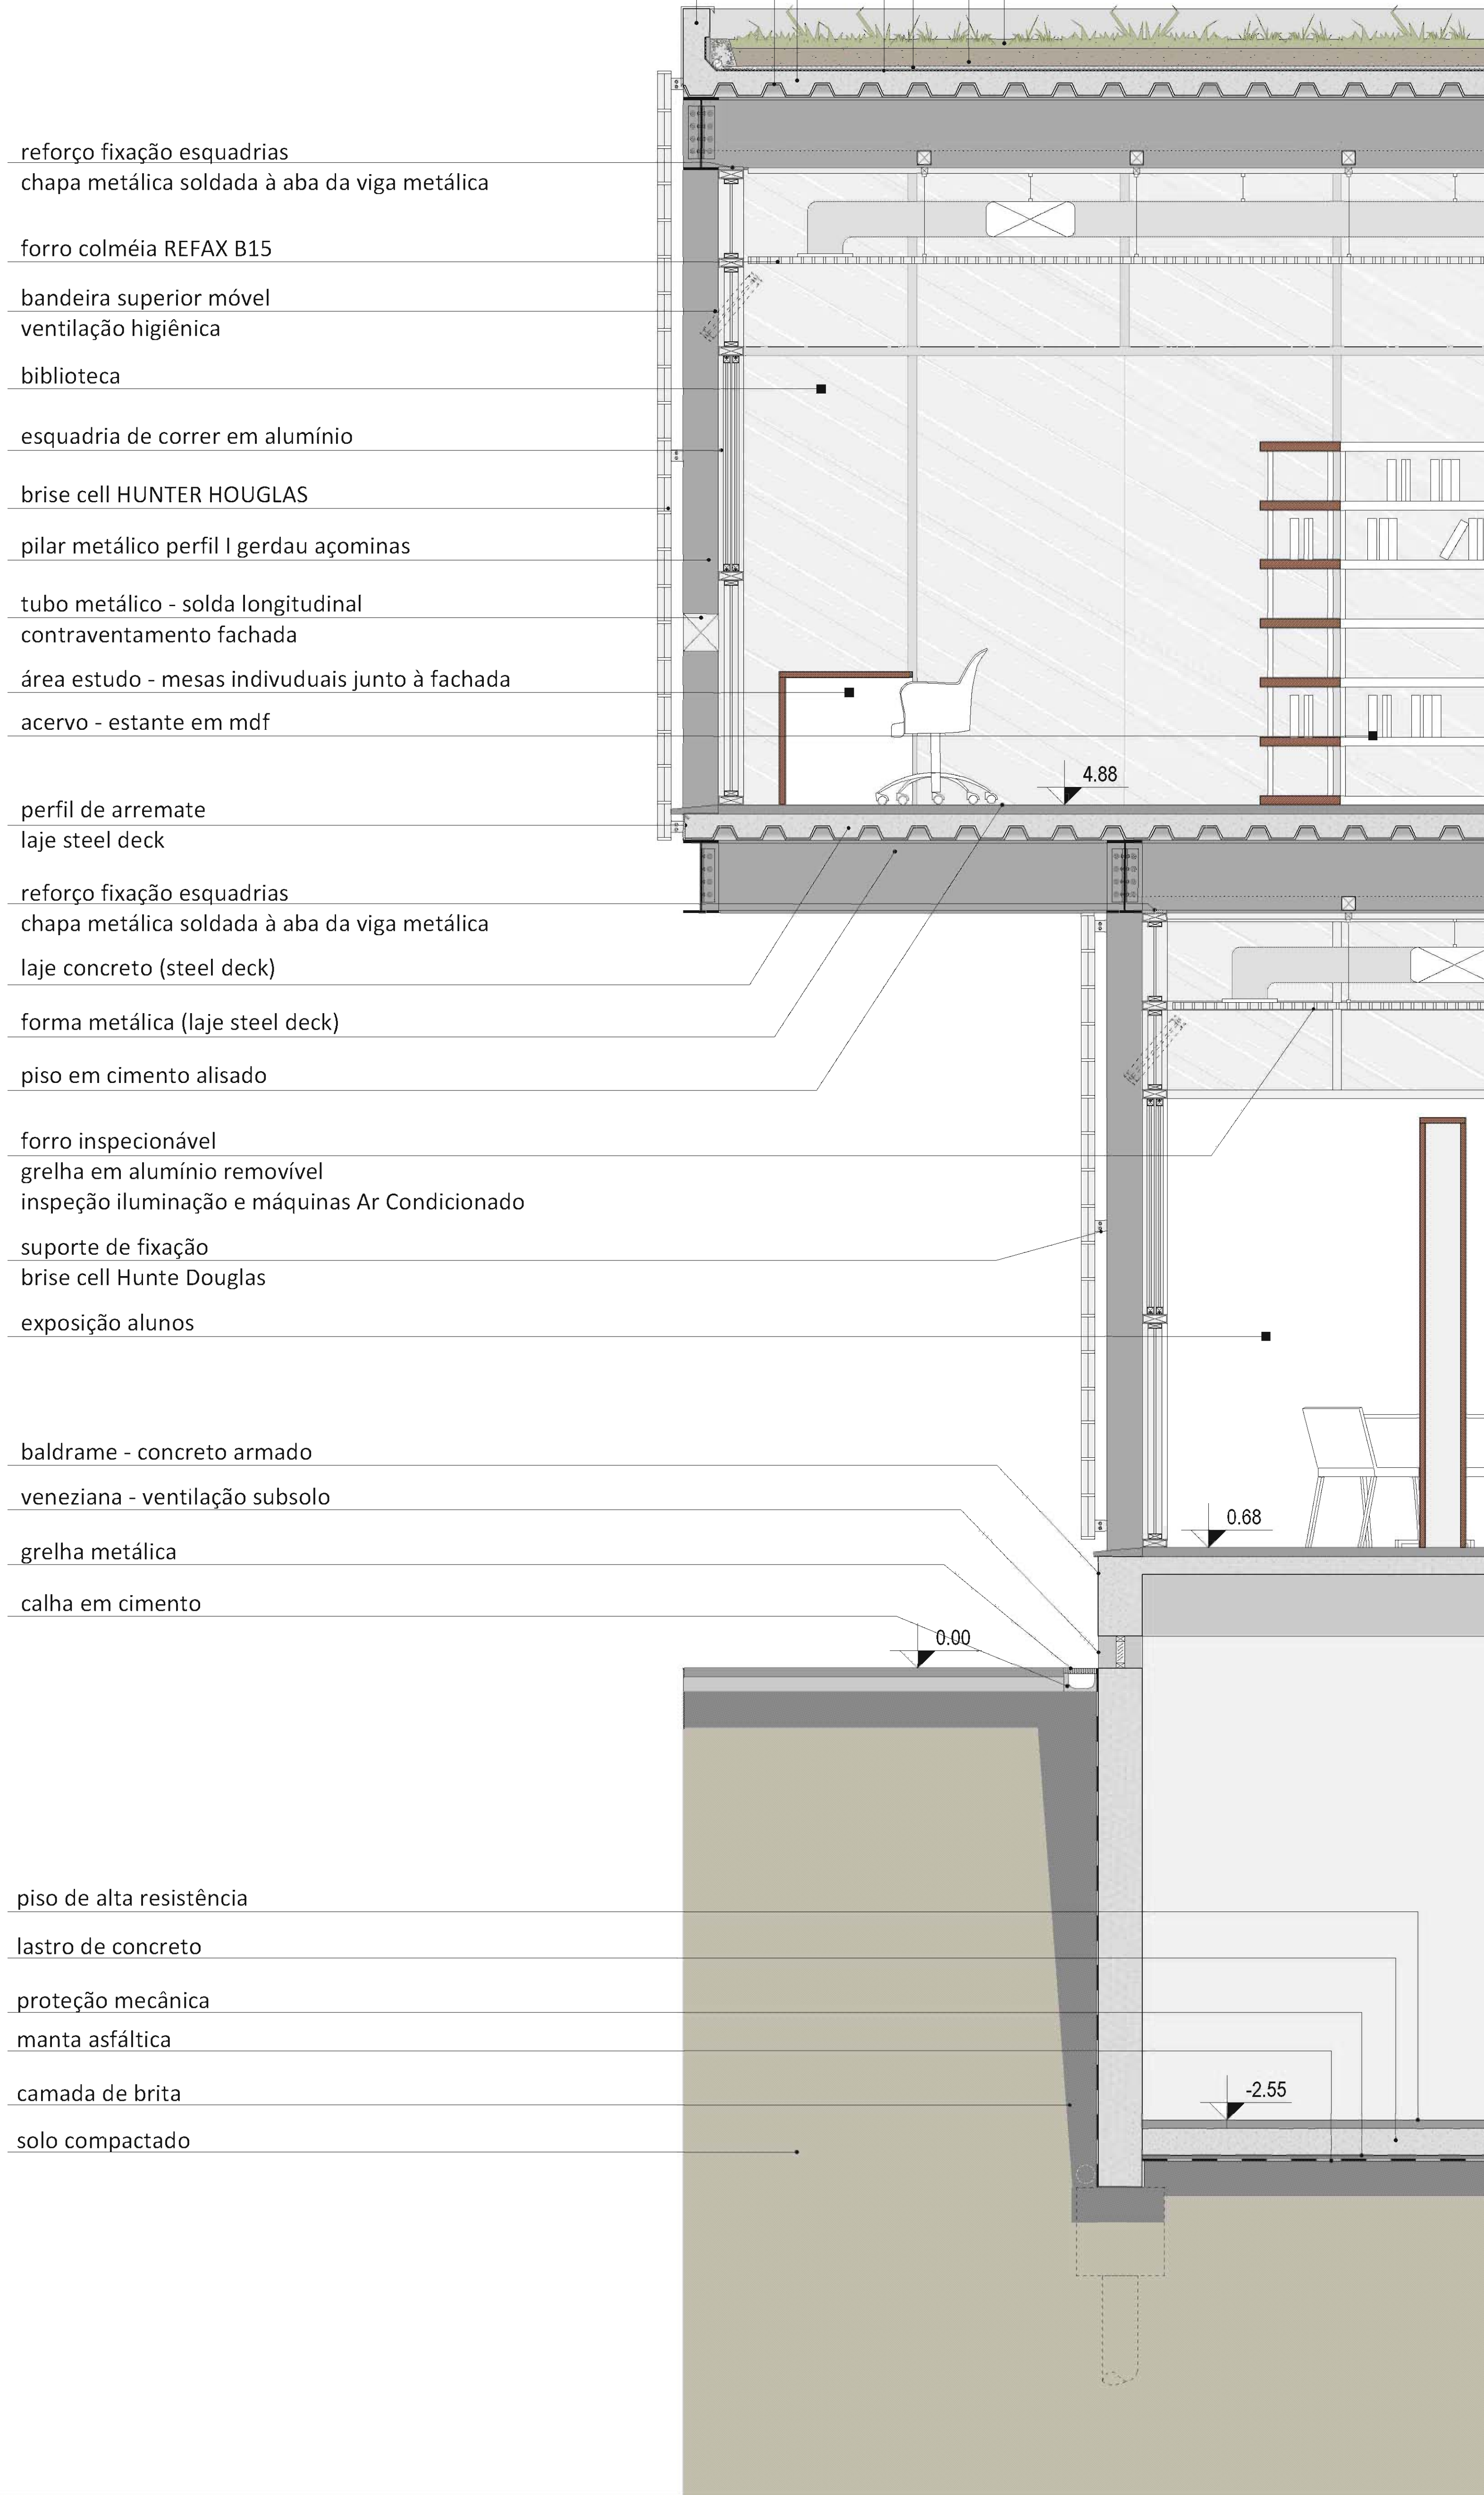 reforço fixação esquadrias
chapa metálica soldada à aba da viga metálica
forro colméia REFAX B15
bandeira superior móvel
ventilação higiênica
biblioteca
esquadria de correr em alumínio
brise cell HUNTER HOUGLAS
pilar metálico perfil I gerdau açominas
tubo metálico - solda longitudinal
contraventamento fachada
área estudo - mesas indivuduais junto à fachada
acervo - estante em mdf
4.88
perfil de arremate
laje steel deck
reforço fixação esquadrias
chapa metálica soldada à aba da viga metálica
laje concreto (steel deck)
forma metálica (laje steel deck)
piso em cimento alisado
forro inspecionável
grelha em alumínio removível
inspeção iluminação e máquinas Ar Condicionado
suporte de fixação
brise cell Hunte Douglas
exposição alunos
baldrame - concreto armado
veneziana - ventilação subsolo
0.68
grelha metálica
calha em cimento
0.00
piso de alta resistência
lastro de concreto
proteção mecânica
manta asfáltica
camada de brita
-2.55
solo compactado